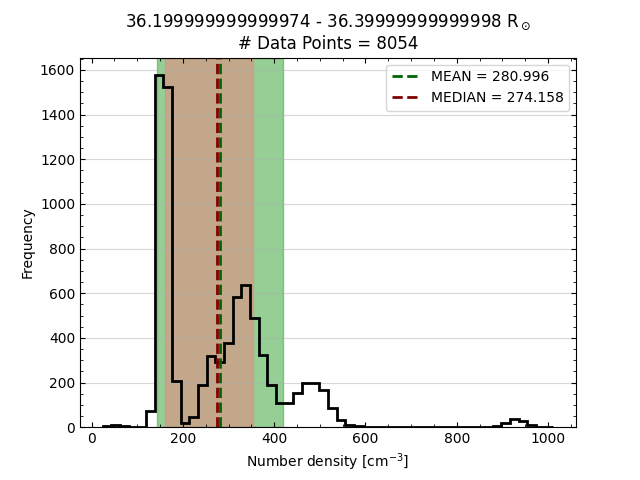 36.199999999999974 - 36.39999999999998 R⊙
# Data Points = 8054
MEAN = 280.996
MEDIAN = 274.158
1600
1400
1200
1000
800
600
400
200
0
Frequency
0 200 400 600 800 1000
Number density [cm⁻³]